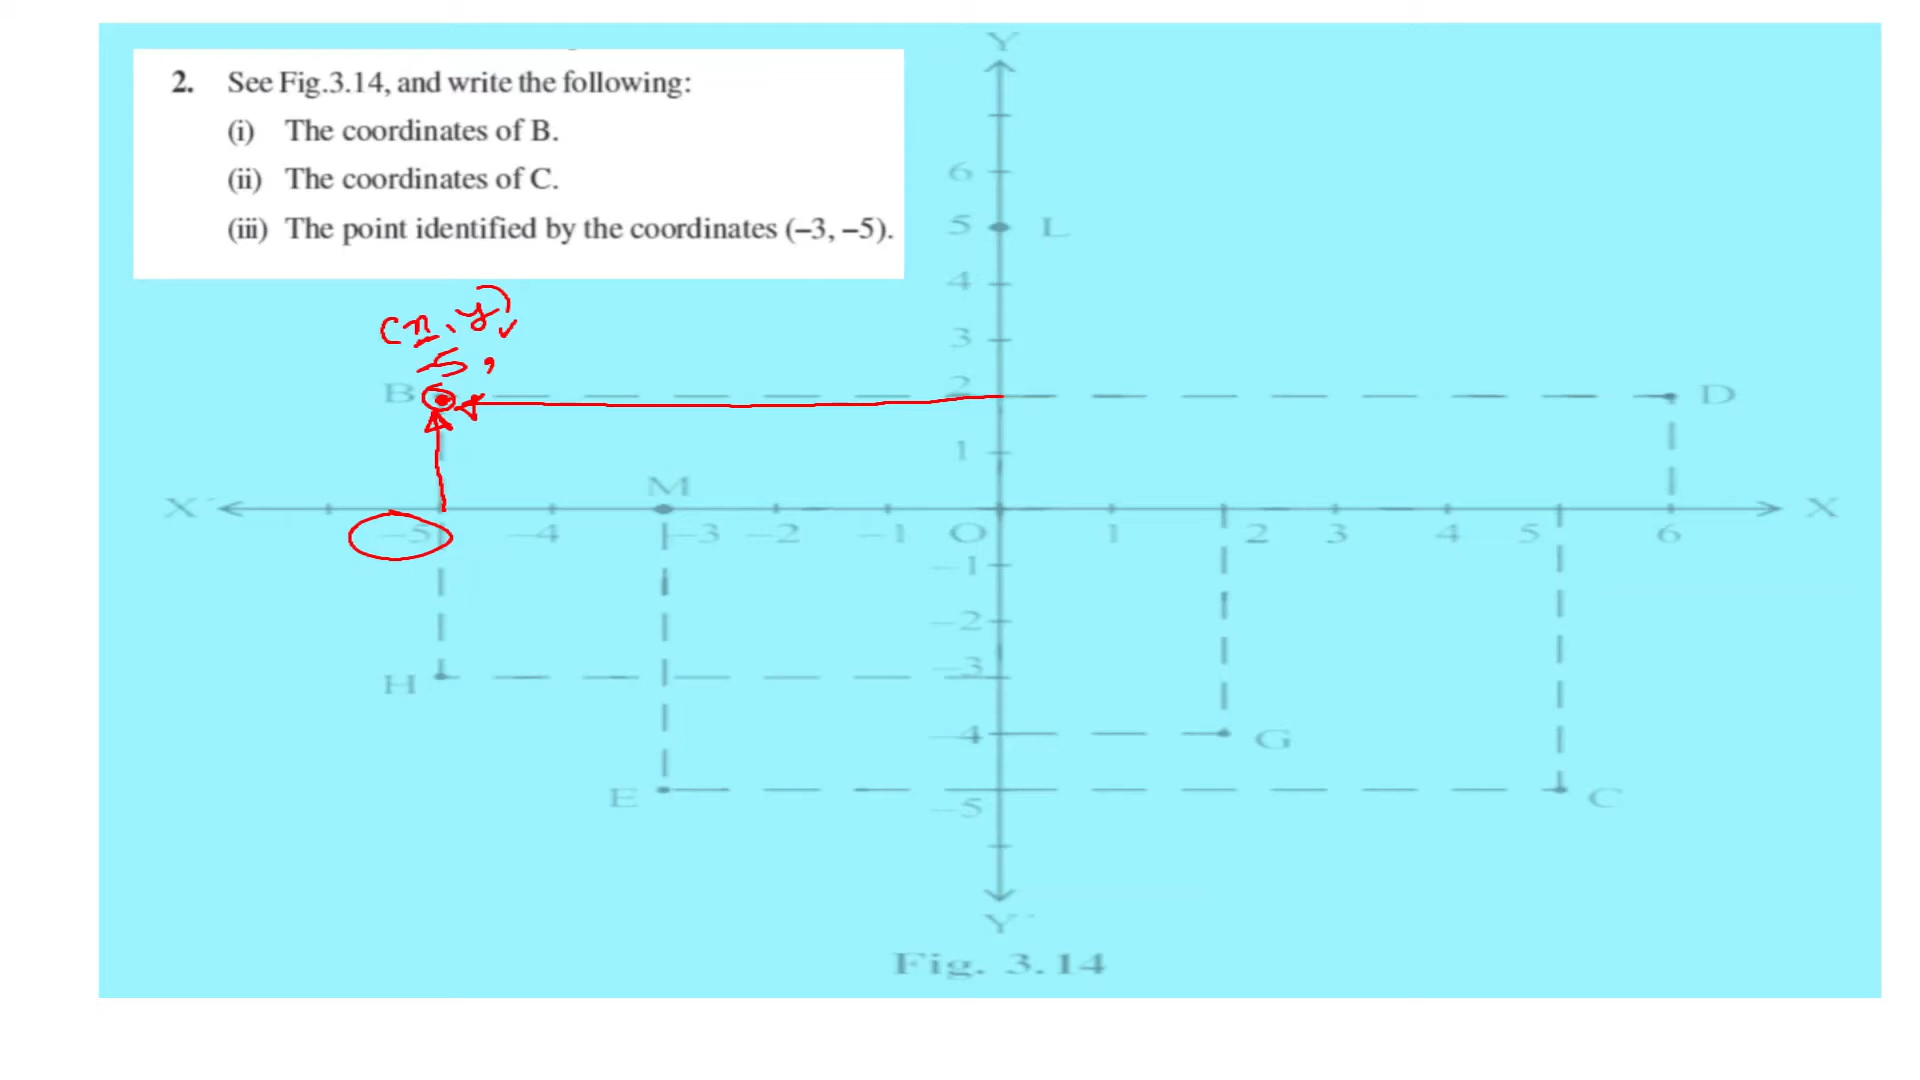 Y
2. See Fig.3.14, and write the following:
(i) The coordinates of B.
(ii) The coordinates of C.
(iii) The point identified by the coordinates (–3, –5).
6
5 L
4
(x, y)
3
-5,
B 2 D
1
M
X' X
–5 –4 –3 –2 –1 O 1 2 3 4 5 6
–1
–2
–3
H
–4 G
E C
–5
Y'
Fig. 3.14